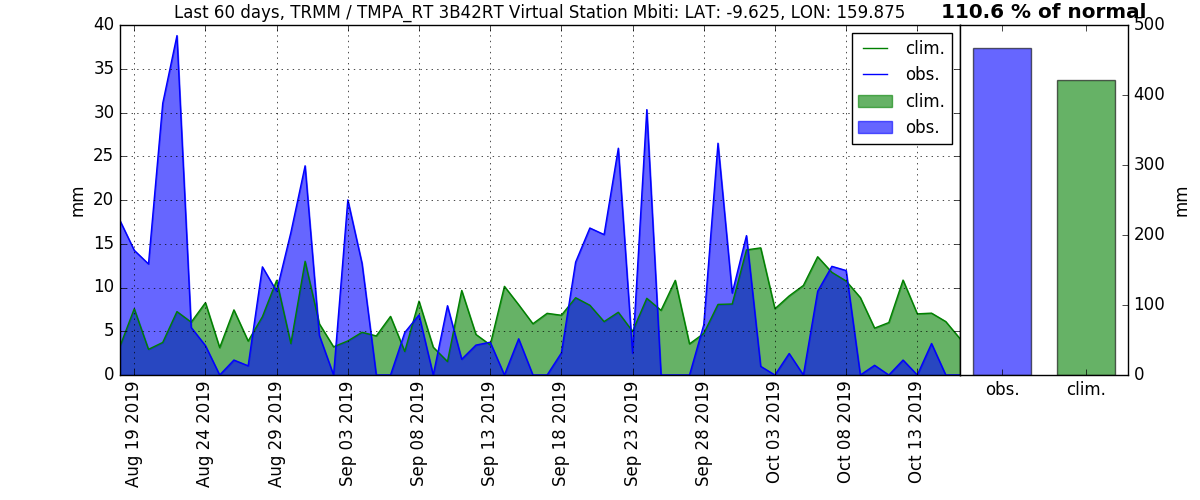 Last 60 days, TRMM / TMPA_RT 3B42RT Virtual Station Mbiti: LAT: -9.625, LON: 159.875
110.6 % of normal
40
35
30
25
20
15
10
5
0
mm
clim.
obs.
clim.
obs.
Aug 19 2019
Aug 24 2019
Aug 29 2019
Sep 03 2019
Sep 08 2019
Sep 13 2019
Sep 18 2019
Sep 23 2019
Sep 28 2019
Oct 03 2019
Oct 08 2019
Oct 13 2019
500
400
300
200
100
0
mm
obs.
clim.